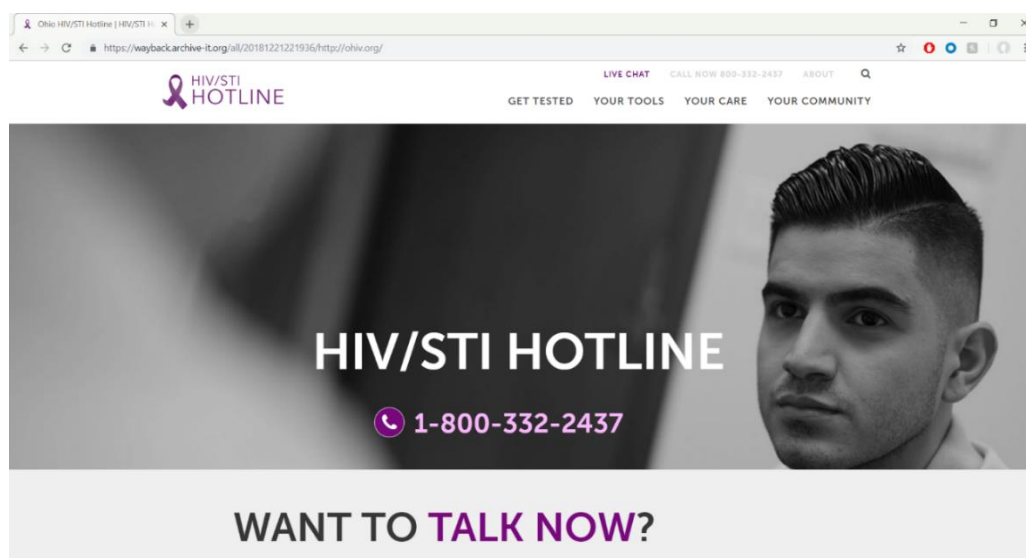 Ohio HIV/STI Hotline | HIV/STI H
https://wayback.archive-it.org/all/20181221221936/http://ohiv.org/
LIVE CHAT CALL NOW 800-332-2437 ABOUT
HIV/STI
HOTLINE
GET TESTED YOUR TOOLS YOUR CARE YOUR COMMUNITY
HIV/STI HOTLINE
1-800-332-2437
WANT TO TALK NOW?